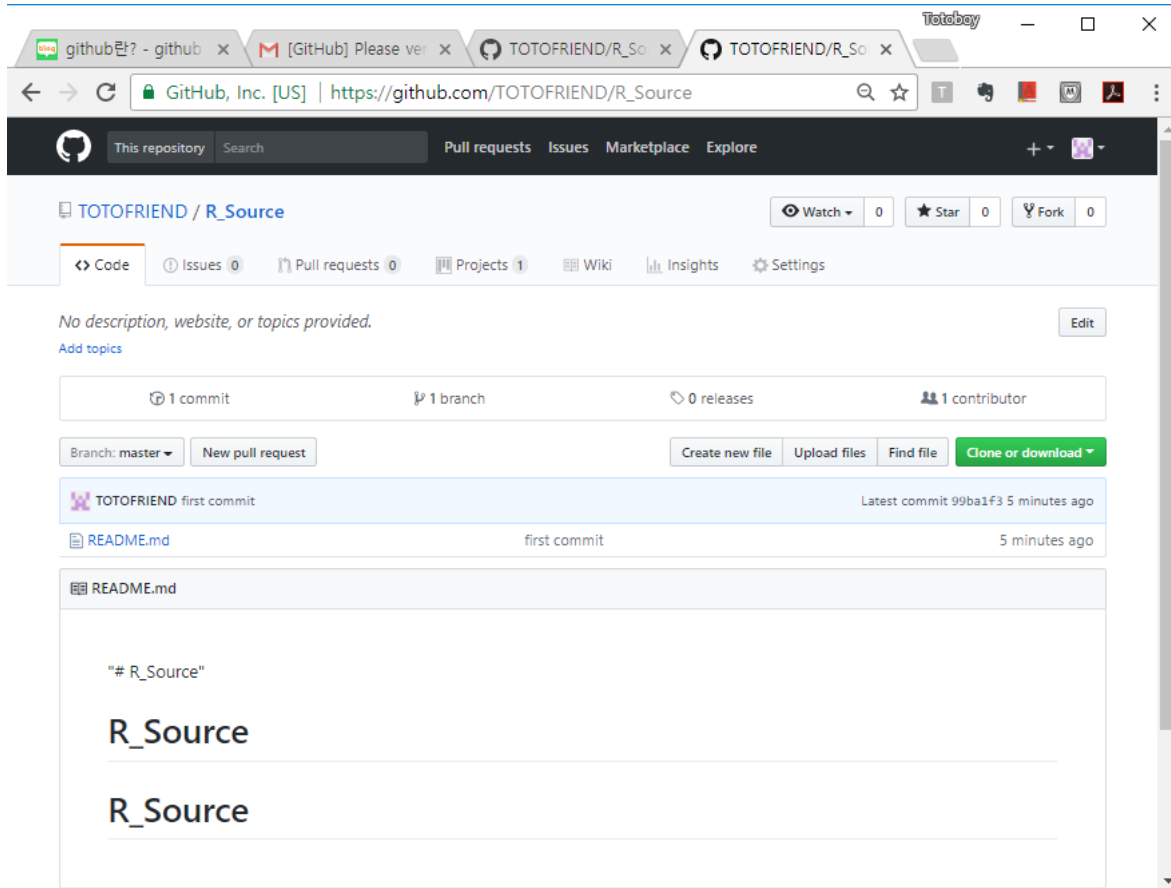 Totoboy
github란? - github
[GitHub] Please ver
TOTOFRIEND/R_So
TOTOFRIEND/R_So
GitHub, Inc. [US] | https://github.com/TOTOFRIEND/R_Source
This repository Search Pull requests Issues Marketplace Explore
TOTOFRIEND / R_Source
Watch 0 Star 0 Fork 0
Code Issues 0 Pull requests 0 Projects 1 Wiki Insights Settings
No description, website, or topics provided. Edit
Add topics
1 commit 1 branch 0 releases 1 contributor
Branch: master New pull request Create new file Upload files Find file Clone or download
TOTOFRIEND first commit Latest commit 99ba1f3 5 minutes ago
README.md first commit 5 minutes ago
README.md
"# R_Source"
R_Source
R_Source